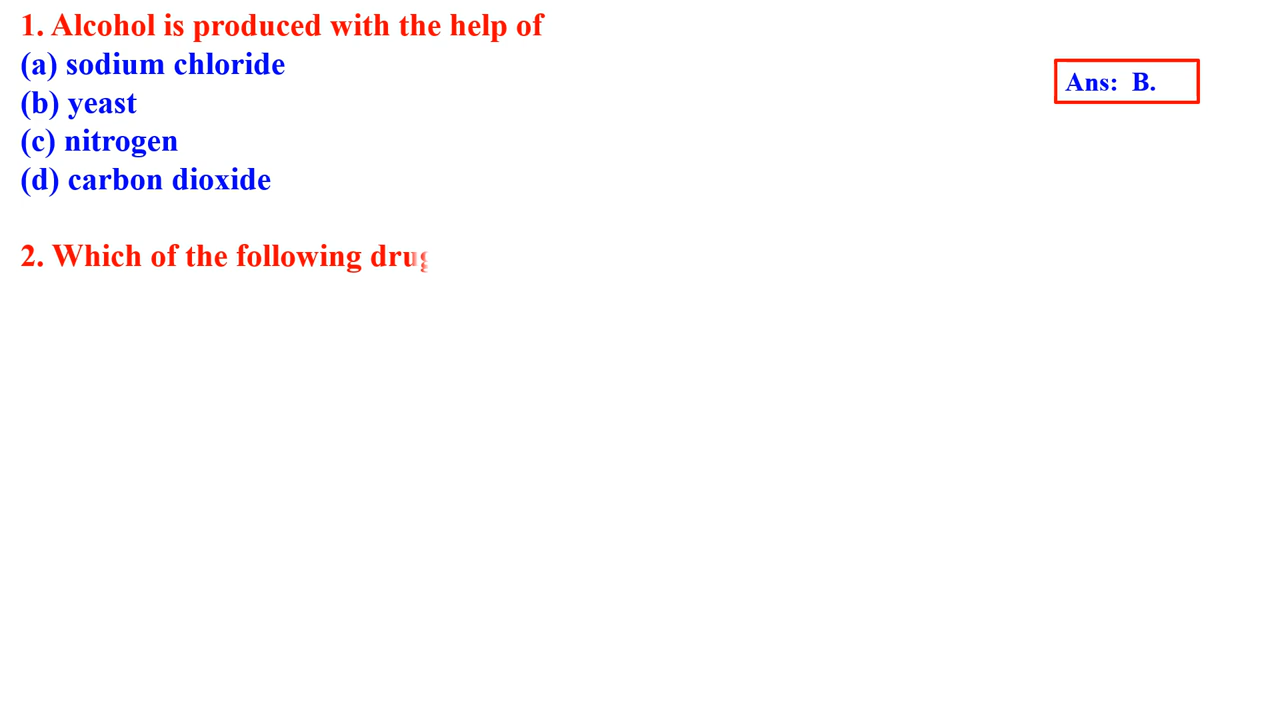 1. Alcohol is produced with the help of
(a) sodium chloride
Ans: B.
(b) yeast
(c) nitrogen
(d) carbon dioxide
2. Which of the following